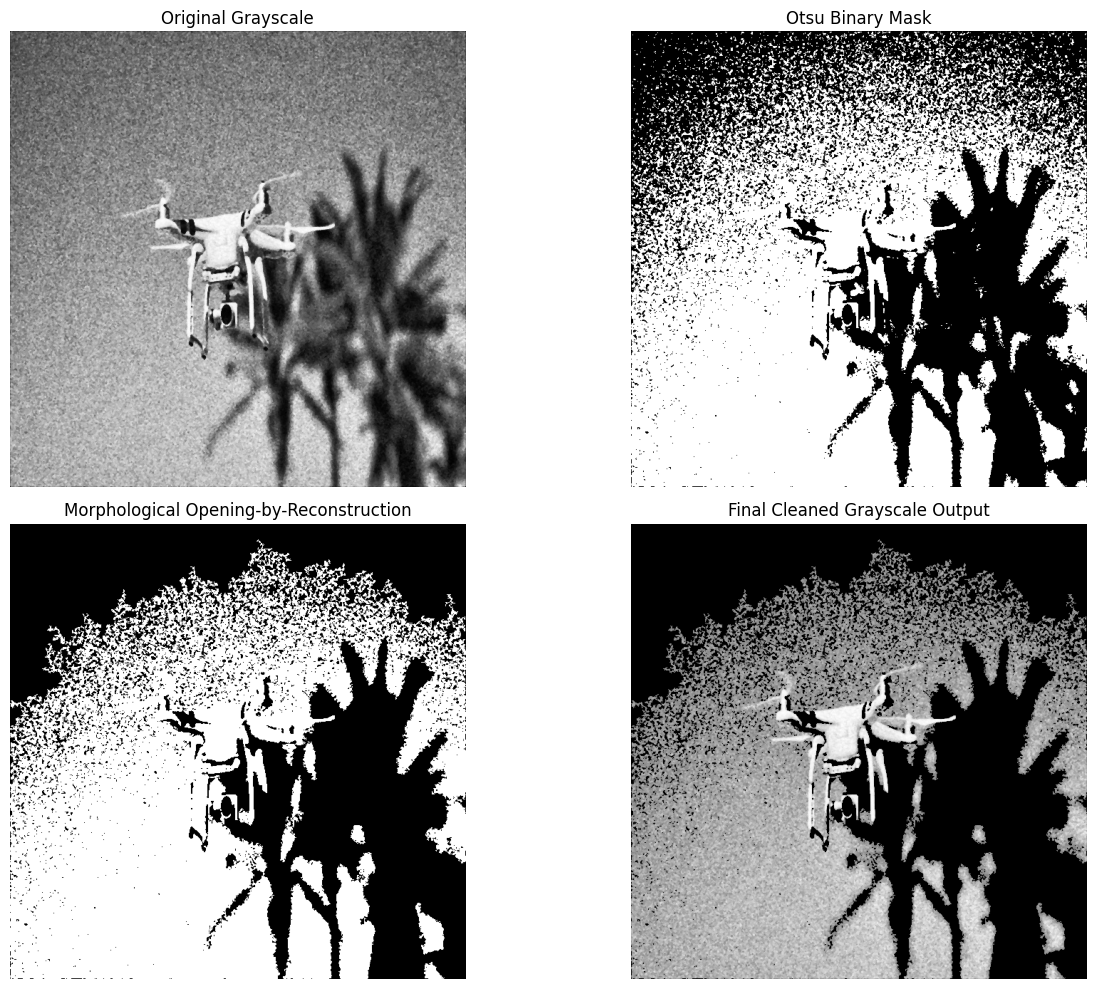 Original Grayscale
Otsu Binary Mask
Morphological Opening-by-Reconstruction
Final Cleaned Grayscale Output